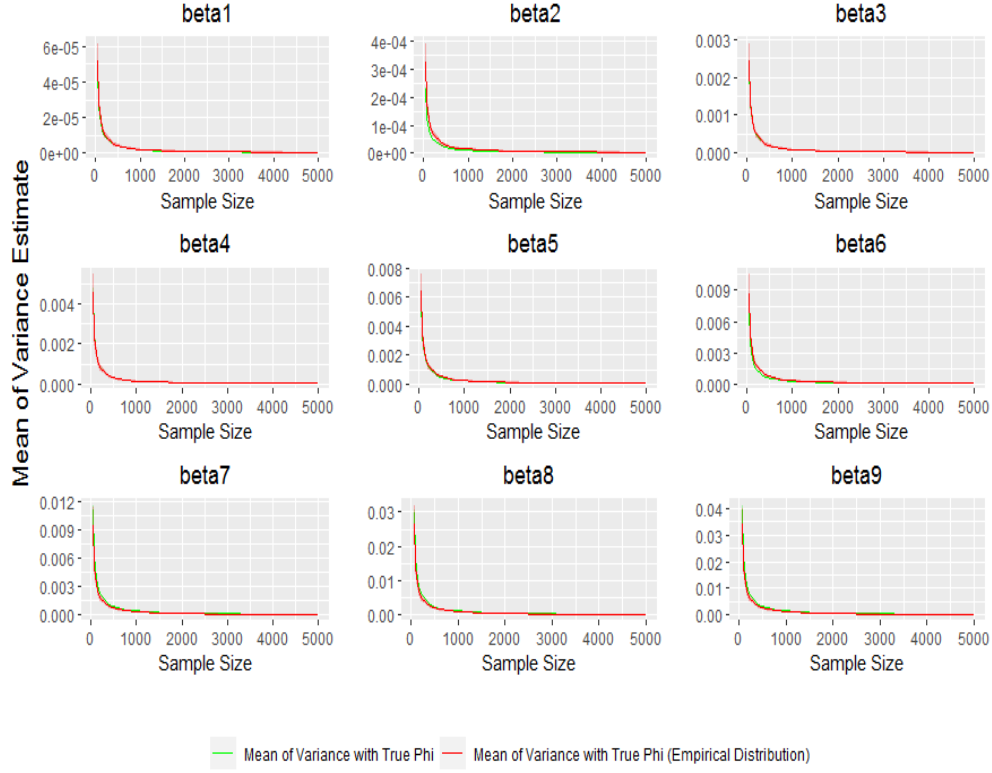 beta1 beta2 beta3
6e-05 4e-04 0.003
4e-05 3e-04 0.002
2e-05 2e-04 0.001
0e+00 1e-04 0.000
0e+00
0 1000 2000 3000 4000 5000 0 1000 2000 3000 4000 5000 0 1000 2000 3000 4000 5000
Sample Size Sample Size Sample Size
Mean of Variance Estimate
beta4 beta5 beta6
0.004 0.008 0.009
0.002 0.006 0.006
0.000 0.004 0.003
0.002 0.000
0.000
0 1000 2000 3000 4000 5000 0 1000 2000 3000 4000 5000 0 1000 2000 3000 4000 5000
Sample Size Sample Size Sample Size
beta7 beta8 beta9
0.012 0.03 0.04
0.009 0.02 0.03
0.006 0.01 0.02
0.003 0.00 0.01
0.000 0.00
0 1000 2000 3000 4000 5000 0 1000 2000 3000 4000 5000 0 1000 2000 3000 4000 5000
Sample Size Sample Size Sample Size
Mean of Variance with True Phi Mean of Variance with True Phi (Empirical Distribution)